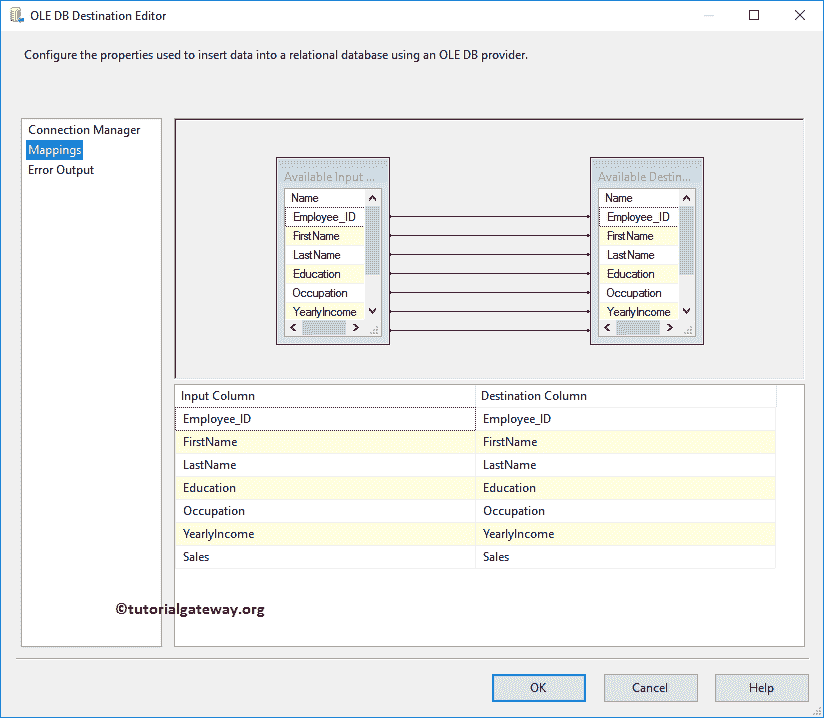 OLE DB Destination Editor
Configure the properties used to insert data into a relational database using an OLE DB provider.
Connection Manager
Mappings
Error Output
Available Input ...
Name
Employee_ID
FirstName
LastName
Education
Occupation
YearlyIncome
Available Destin...
Name
Employee_ID
FirstName
LastName
Education
Occupation
YearlyIncome
Input Column Destination Column
Employee_ID Employee_ID
FirstName FirstName
LastName LastName
Education Education
Occupation Occupation
YearlyIncome YearlyIncome
Sales Sales
©tutorialgateway.org
OK Cancel Help